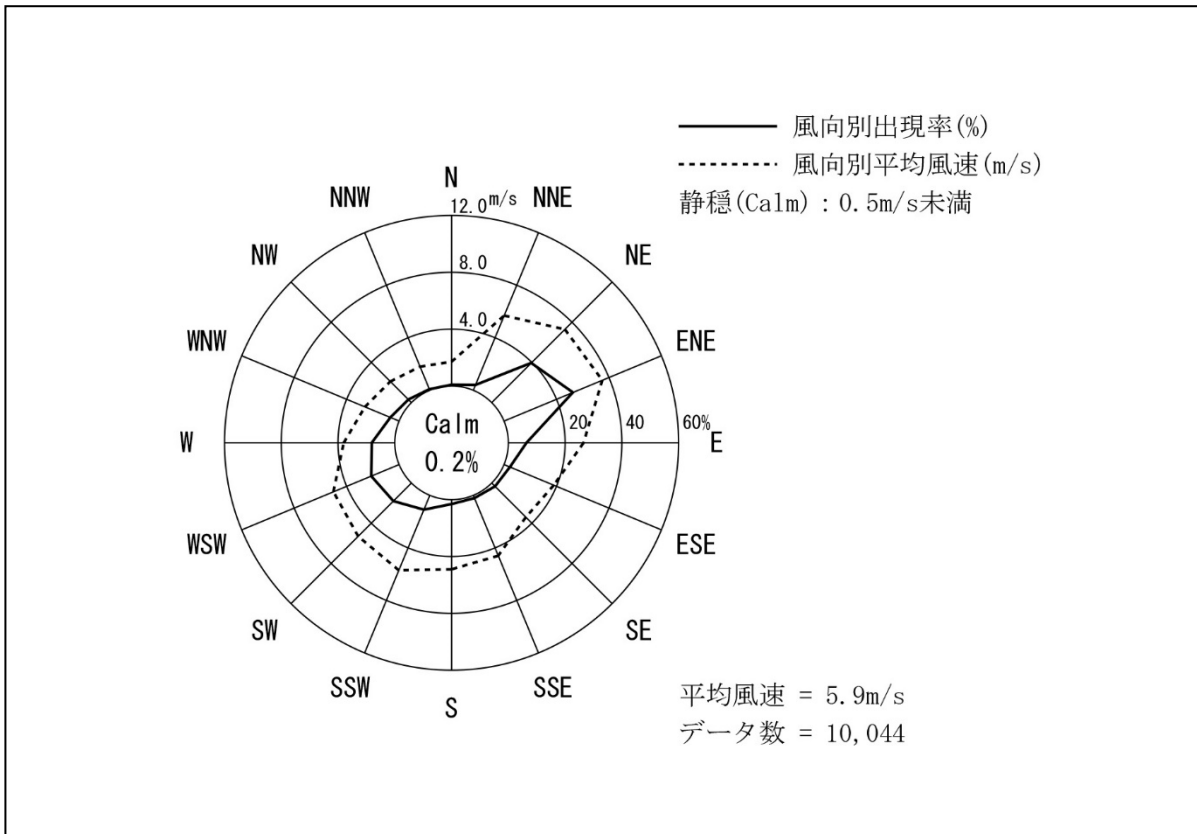 風向別出現率(%)
風向別平均風速(m/s)
静穏(Calm) : 0.5m/s未満
N
NNW
NNE
12.0m/s
NW
NE
8.0
WNW
ENE
4.0
Calm
0.2%
20
40
60%
W
E
WSW
ESE
SW
SE
SSW
SSE
S
平均風速 = 5.9m/s
データ数 = 10,044